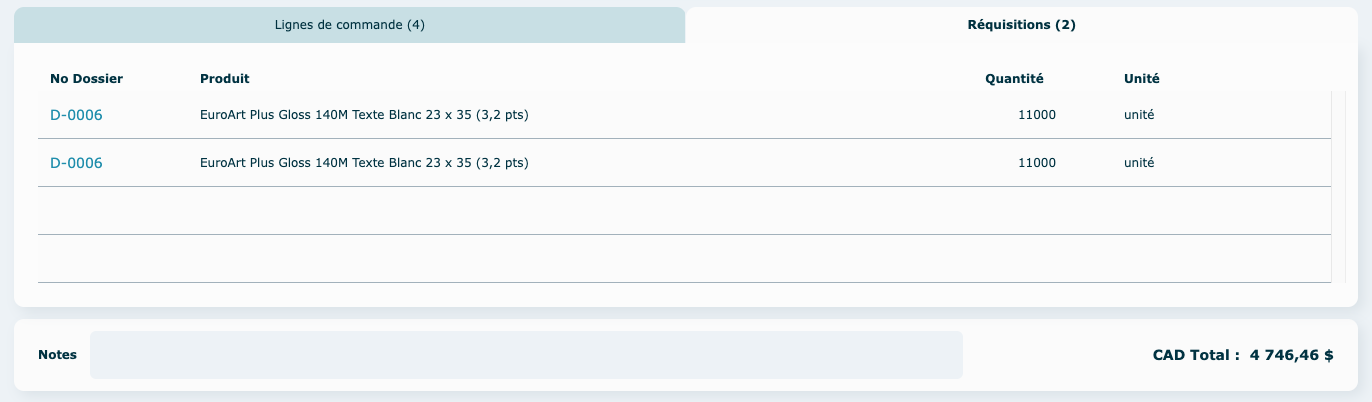 Lignes de commande (4) Réquisitions (2)
No Dossier Produit Quantité Unité
D-0006 EuroArt Plus Gloss 140M Texte Blanc 23 x 35 (3,2 pts) 11000 unité
D-0006 EuroArt Plus Gloss 140M Texte Blanc 23 x 35 (3,2 pts) 11000 unité
Notes CAD Total : 4 746,46 $